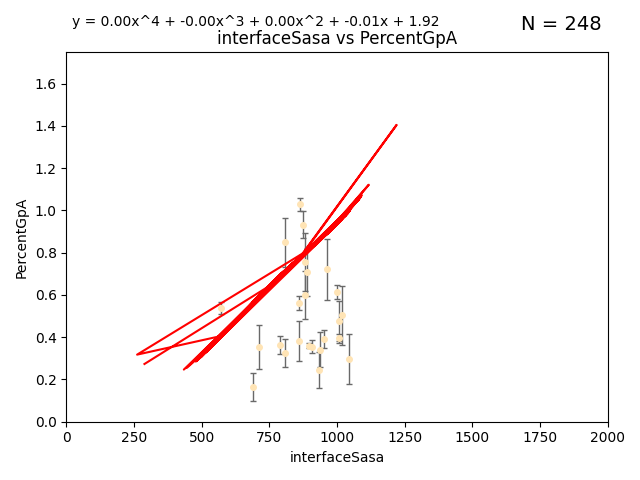 y = 0.00x^4 + -0.00x^3 + 0.00x^2 + -0.01x + 1.92
N = 248
interfaceSasa vs PercentGpA
PercentGpA
1.6
1.4
1.2
1.0
0.8
0.6
0.4
0.2
0.0
0 250 500 750 1000 1250 1500 1750 2000
interfaceSasa